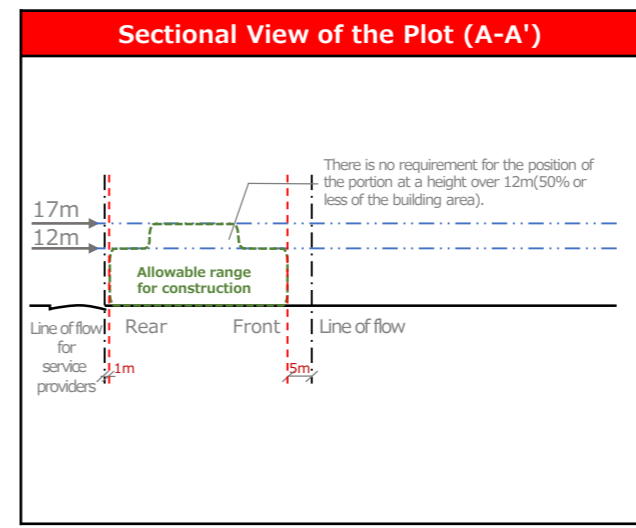 Sectional View of the Plot (A-A')
There is no requirement for the position of
the portion at a height over 12m(50% or
less of the building area).
17m
12m
Allowable range
for construction
Line of flow
for
service
providers
Rear
Front
Line of flow
1m
5m